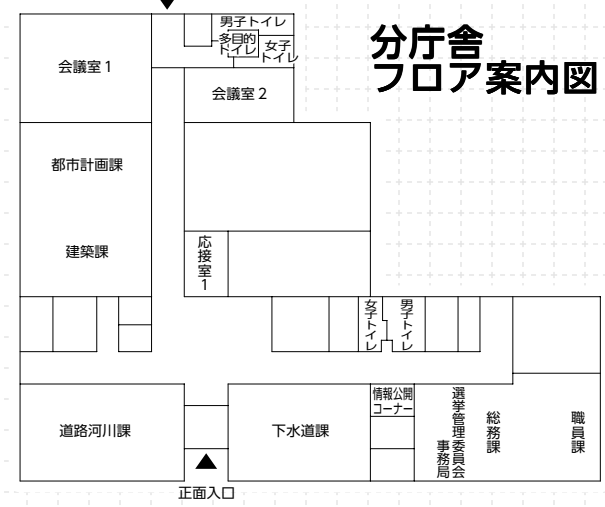 分庁舎
フロア案内図
男子トイレ
多目的
トイレ
女子
トイレ
会議室1
会議室2
都市計画課
建築課
応接室1
女子トイレ
男子トイレ
道路河川課
下水道課
情報公開
コーナー
選挙管理委員会
事務局
総務課
職員課
正面入口